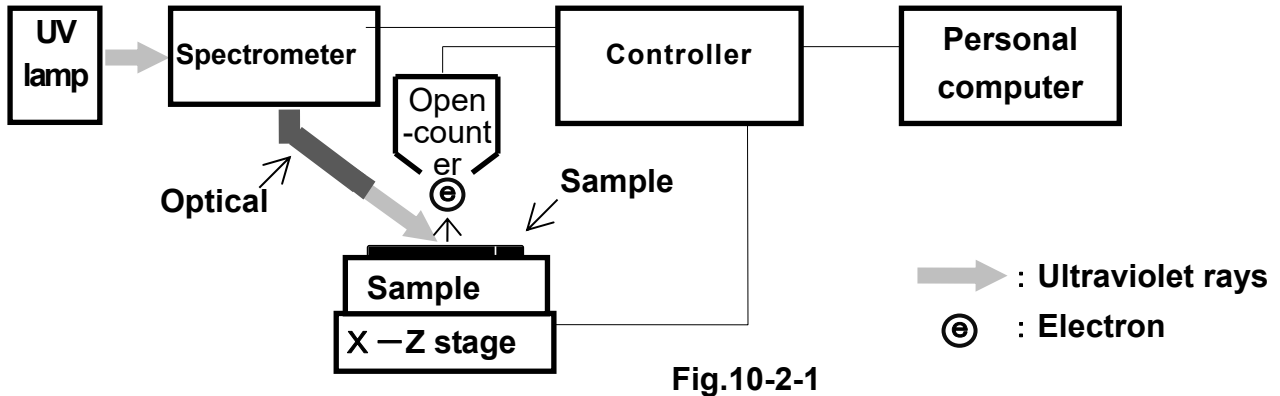 UV
lamp
Spectrometer
Controller
Personal
computer
Open
-count
er
Optical
Sample
Sample
X －Z stage
: Ultraviolet rays
: Electron
Fig.10-2-1